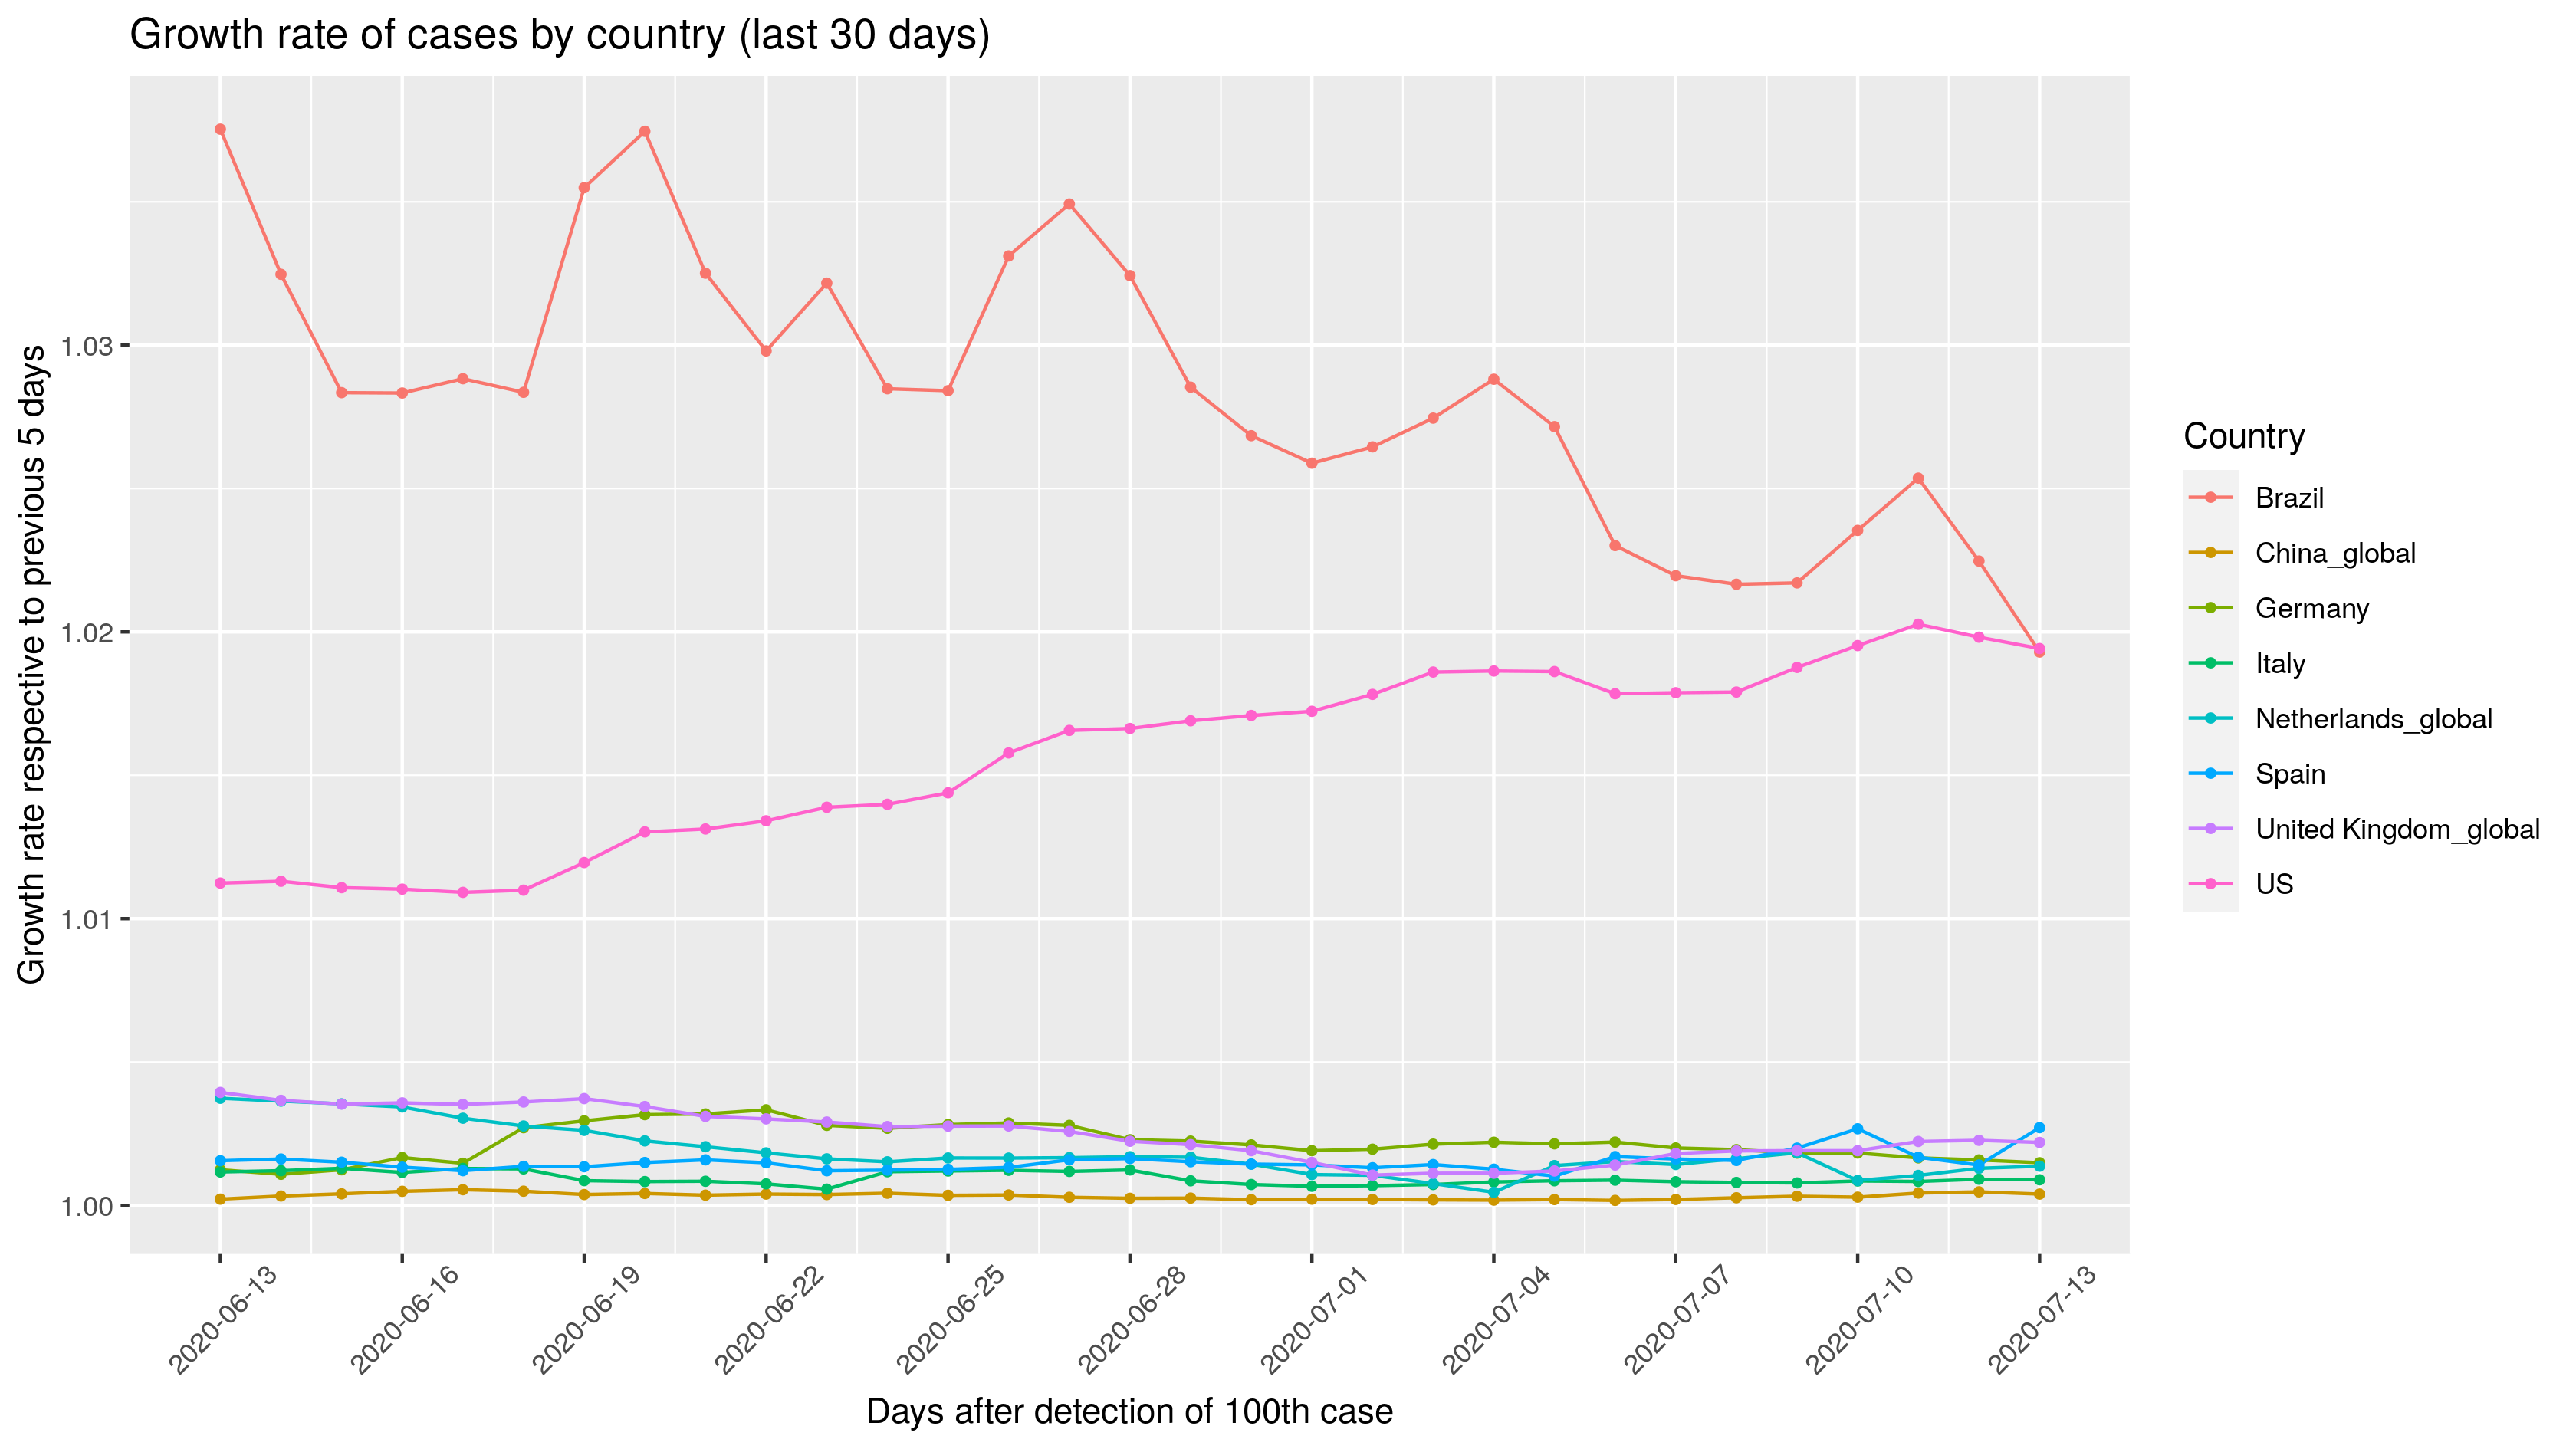 Growth rate of cases by country (last 30 days)
Growth rate respective to previous 5 days
1.03
1.02
1.01
1.00
2020-06-13
2020-06-16
2020-06-19
2020-06-22
2020-06-25
2020-06-28
2020-07-01
2020-07-04
2020-07-07
2020-07-10
2020-07-13
Days after detection of 100th case
Country
Brazil
China_global
Germany
Italy
Netherlands_global
Spain
United Kingdom_global
US